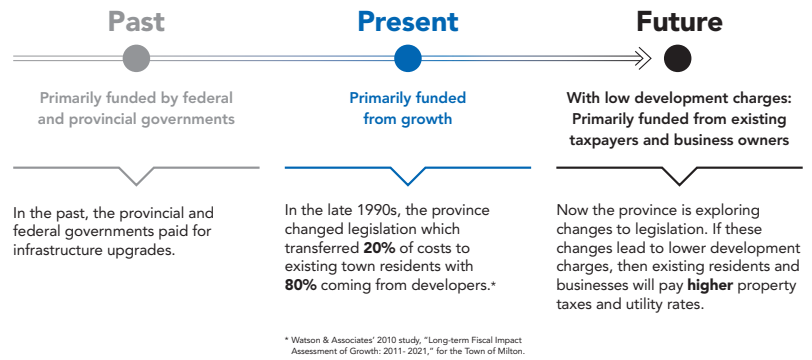 Past
Primarily funded by federal
and provincial governments
In the past, the provincial and
federal governments paid for
infrastructure upgrades.
Present
Primarily funded
from growth
In the late 1990s, the province
changed legislation which
transferred 20% of costs to
existing town residents with
80% coming from developers.*
* Watson & Associates’ 2010 study, “Long-term Fiscal Impact
Assessment of Growth: 2011- 2021,” for the Town of Milton.
Future
With low development charges:
Primarily funded from existing
taxpayers and business owners
Now the province is exploring
changes to legislation. If these
changes lead to lower development
charges, then existing residents and
businesses will pay higher property
taxes and utility rates.